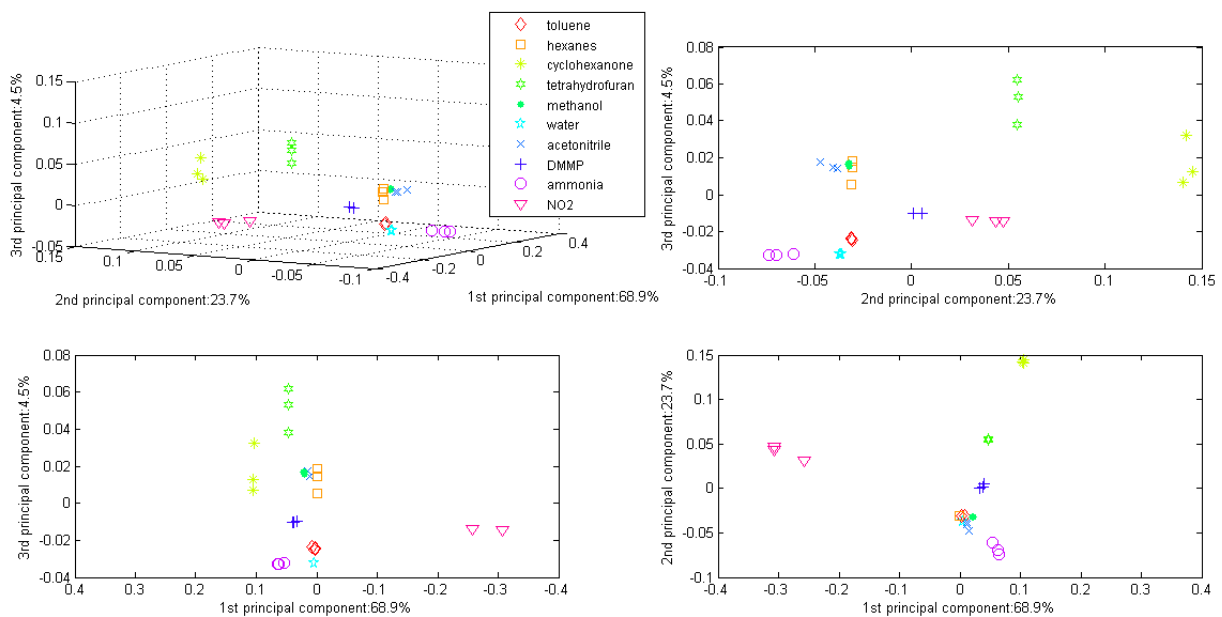 0.15
0.1
0.05
0
-0.05
3rd principal component:4.5%
0.1
0.05
0
-0.05
-0.1
2nd principal component:23.7%
-0.4
-0.2
0
0.2
0.4
1st principal component:68.9%
toluene
hexanes
cyclohexanone
tetrahydrofuran
methanol
water
acetonitrile
DMMP
ammonia
NO2
0.08
0.06
0.04
0.02
0
-0.02
-0.04
3rd principal component:4.5%
-0.1 -0.05 0 0.05 0.1 0.15
2nd principal component:23.7%
0.08
0.06
0.04
0.02
0
-0.02
-0.04
3rd principal component:4.5%
0.4 0.3 0.2 0.1 0 -0.1 -0.2 -0.3 -0.4
1st principal component:68.9%
0.15
0.1
0.05
0
-0.05
-0.1
2nd principal component:23.7%
-0.4 -0.3 -0.2 -0.1 0 0.1 0.2 0.3 0.4
1st principal component:68.9%